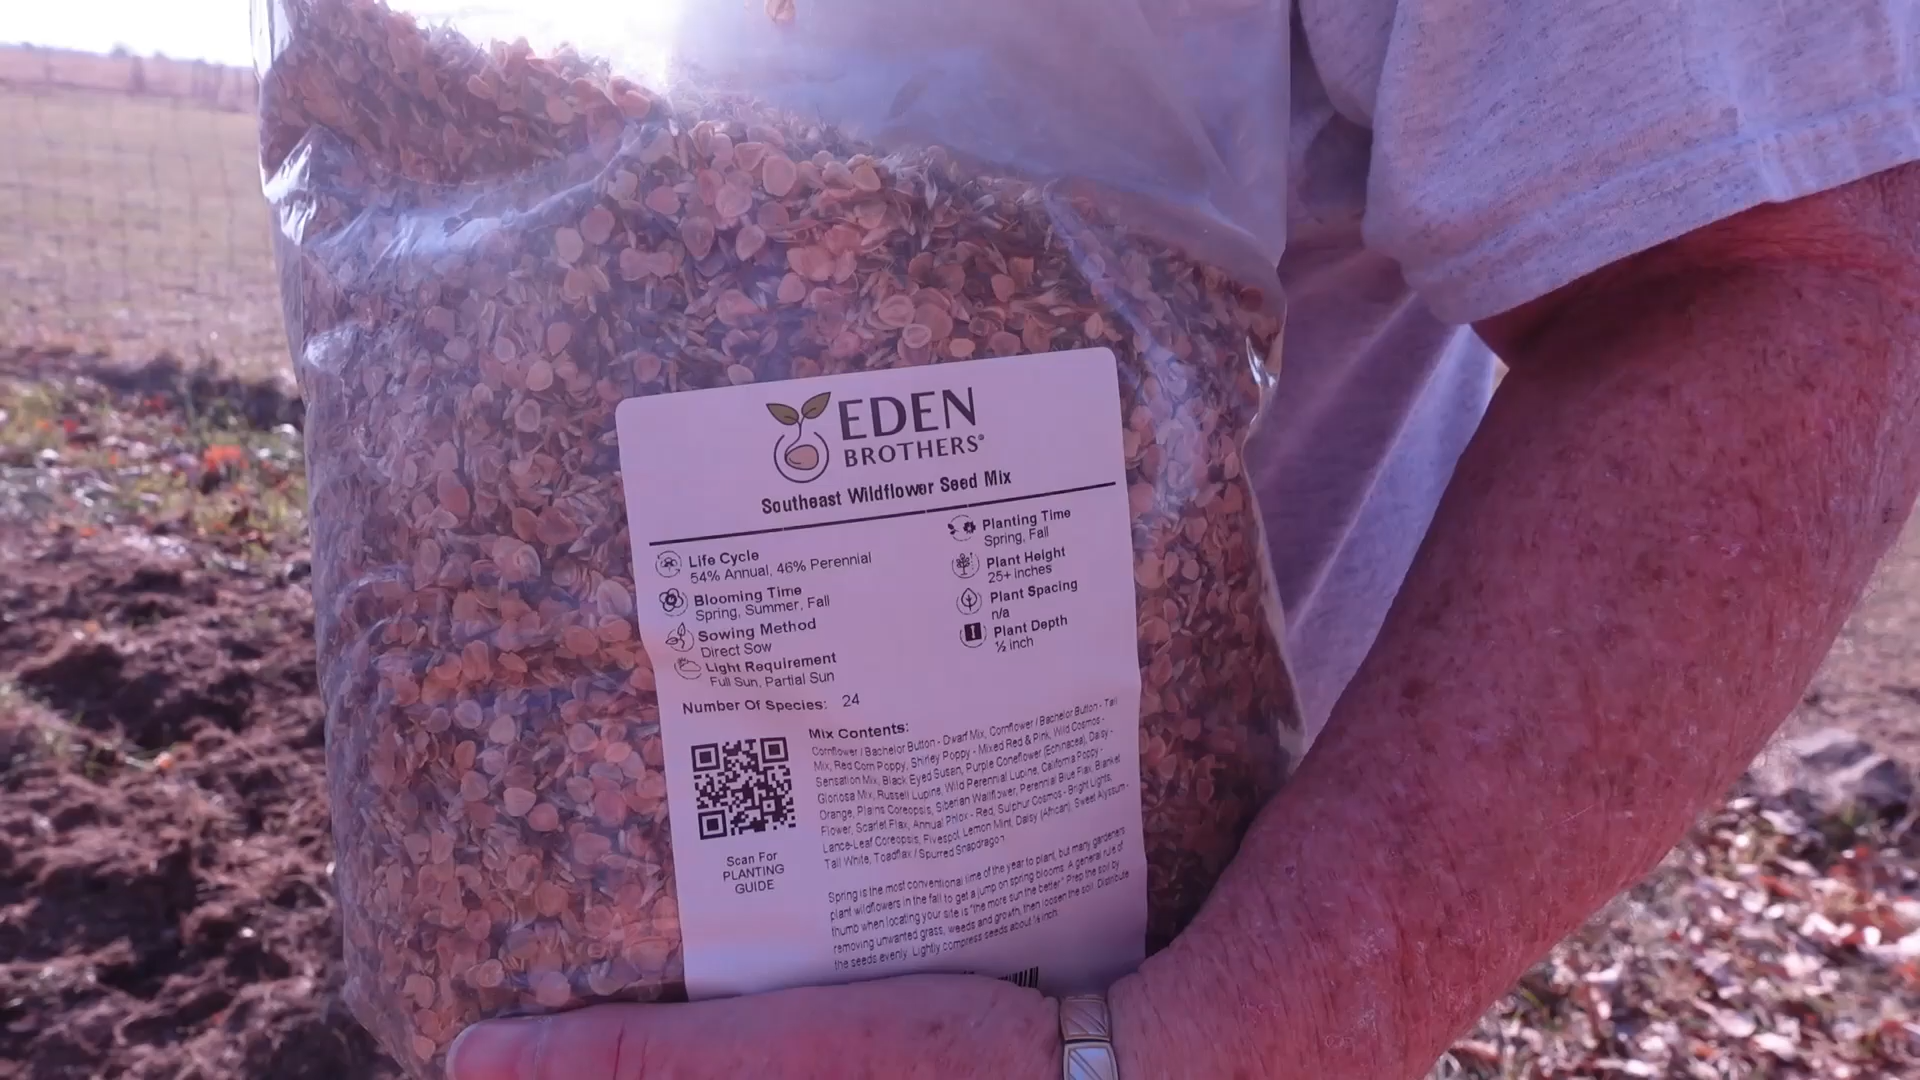 EDEN
BROTHERS®
Southeast Wildflower Seed Mix
Life Cycle
54% Annual, 46% Perennial
Blooming Time
Spring, Summer, Fall
Sowing Method
Direct Sow
Light Requirement
Full Sun, Partial Sun
Planting Time
Spring, Fall
Plant Height
25+ inches
Plant Spacing
n/a
Plant Depth
½ inch
Number Of Species: 24
Scan For
PLANTING
GUIDE
Mix Contents:
Cornflower / Bachelor Button - Dwarf Mix, Cornflower / Bachelor Button - Tall
Mix, Red Corn Poppy, Shirley Poppy - Mixed Red & Pink, Wild Cosmos -
Sensation Mix, Black Eyed Susan, Purple Coneflower (Echinacea), Daisy -
Gloriosa Mix, Russell Lupine, Wild Perennial Lupine, California Poppy -
Orange, Plains Coreopsis, Siberian Wallflower, Perennial Blue Flax, Blanket
Flower, Scarlet Flax, Annual Phlox - Red, Sulphur Cosmos - Bright Lights,
Lance-Leaf Coreopsis, Fivespot, Lemon Mint, Daisy (African), Sweet Alyssum -
Tall White, Toadflax / Spurred Snapdragon
Spring is the most conventional time of the year to plant, but many gardeners
plant wildflowers in the fall to get a jump on spring blooms. A general rule of
thumb when locating your site is "the more sun the better." Prep the soil by
removing unwanted grass, weeds and growth, then loosen the soil. Distribute
the seeds evenly. Lightly compress seeds about inch